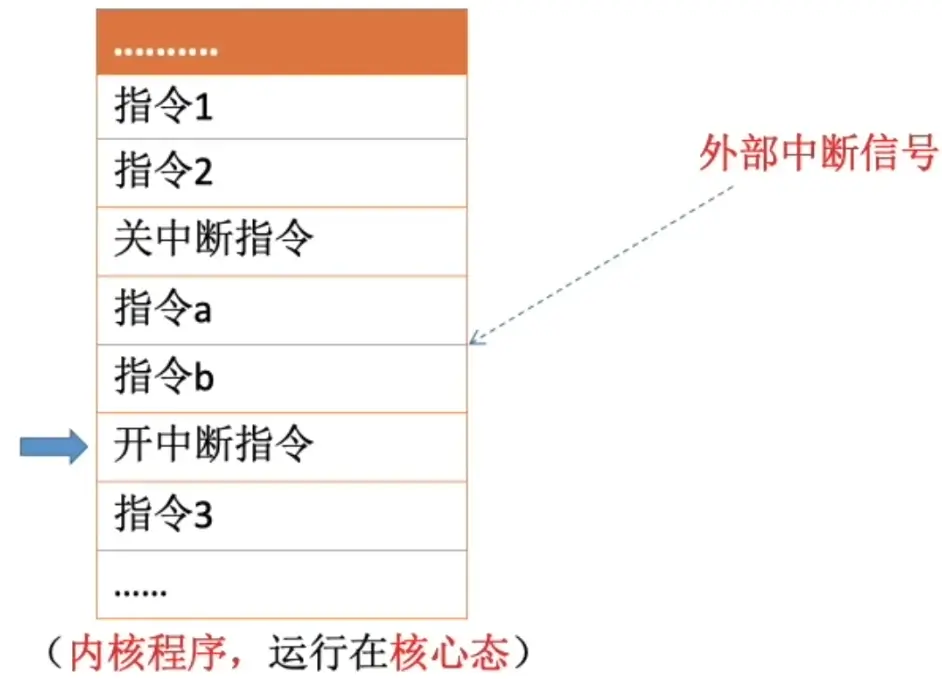 ..........
指令1
指令2
外部中断信号
关中断指令
指令a
指令b
开中断指令
指令3
......
（内核程序，运行在核心态）